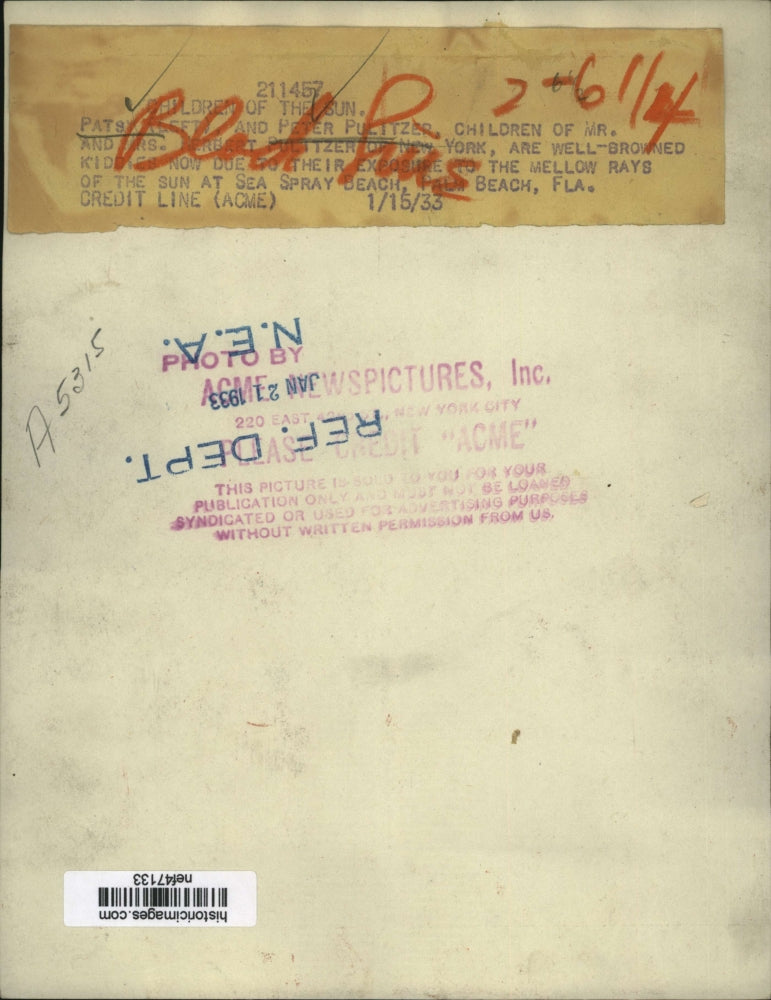 211457
CHILDREN OF THE SUN.
PATSY AND PETER PULITZER, CHILDREN OF MR.
AND MRS. HERBERT PULITZER OF NEW YORK, ARE WELL-BROWNED
KIDDIES NOW DUE TO THEIR EXPOSURE TO THE MELLOW RAYS
OF THE SUN AT SEA SPRAY BEACH, PALM BEACH, FLA.
CREDIT LINE (ACME) 1/15/33
2-6 1/4
A5315
N.E.A.
JAN 21 1933
REF. DEPT.
PHOTO BY
ACME NEWSPICTURES, Inc.
220 EAST 42ND ST., NEW YORK CITY
PLEASE CREDIT "ACME"
THIS PICTURE IS SOLD TO YOU FOR YOUR
PUBLICATION ONLY AND MUST NOT BE LOANED
SYNDICATED OR USED FOR ADVERTISING PURPOSES
WITHOUT WRITTEN PERMISSION FROM US.
historicimages.com
nef47133